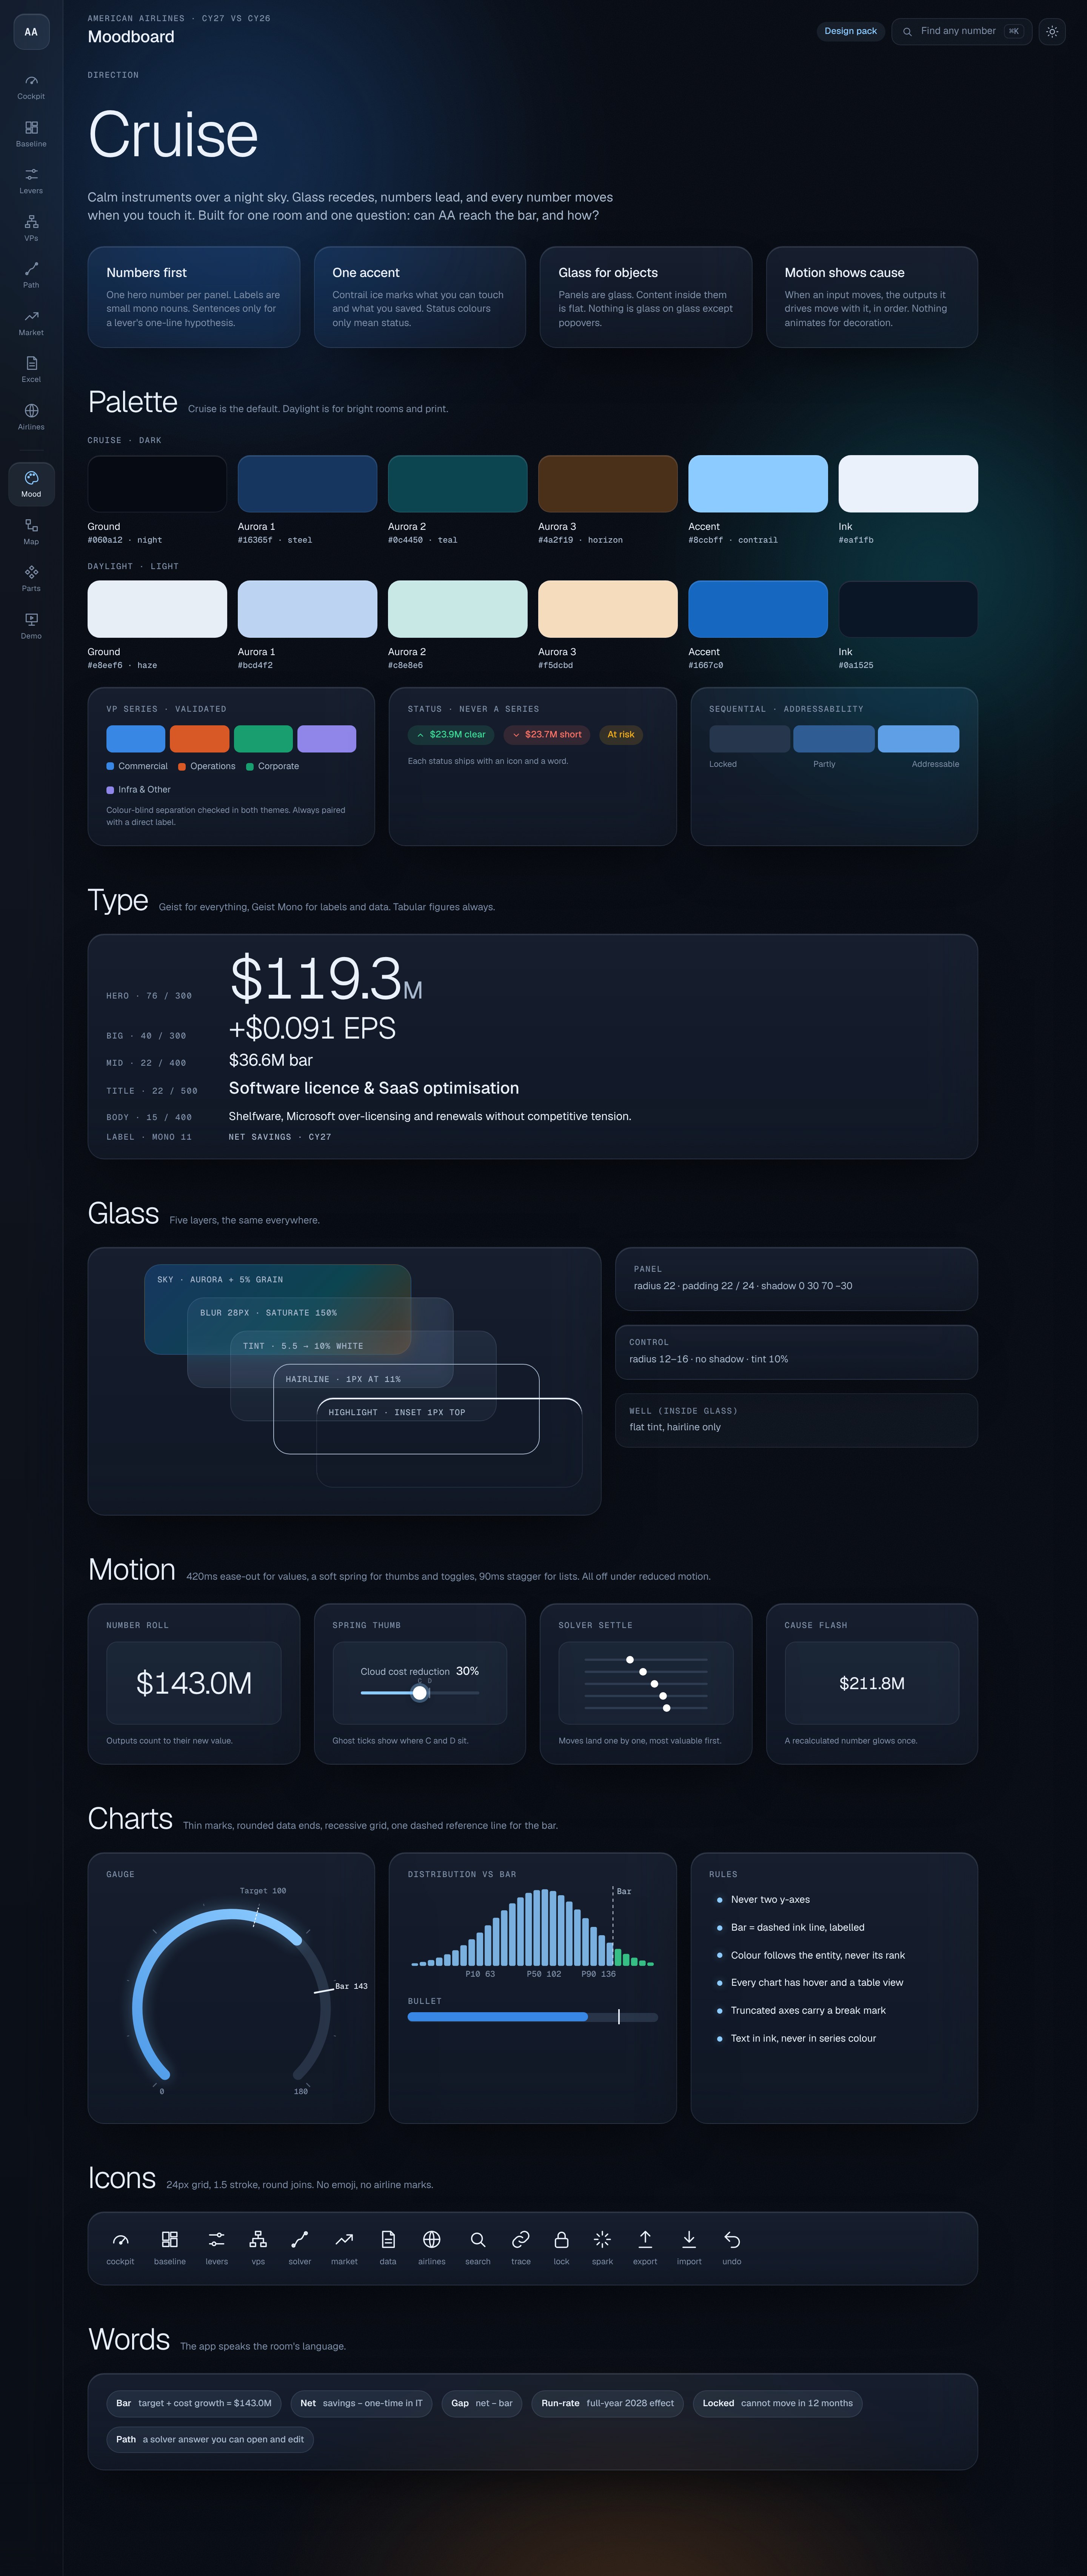 AA
Cockpit
Baseline
Levers
VPs
Path
Market
Excel
Airlines
Mood
Map
Parts
Demo
AMERICAN AIRLINES · CY27 VS CY26
Moodboard
Design pack
Find any number ⌘K
DIRECTION
Cruise
Calm instruments over a night sky. Glass recedes, numbers lead, and every number moves
when you touch it. Built for one room and one question: can AA reach the bar, and how?
Numbers first
One hero number per panel. Labels are
small mono nouns. Sentences only for
a lever's one-line hypothesis.
One accent
Contrail ice marks what you can touch
and what you saved. Status colours
only mean status.
Glass for objects
Panels are glass. Content inside them
is flat. Nothing is glass on glass except
popovers.
Motion shows cause
When an input moves, the outputs it
drives move with it, in order. Nothing
animates for decoration.
Palette Cruise is the default. Daylight is for bright rooms and print.
CRUISE · DARK
Ground
#060a12 · night
Aurora 1
#16365f · steel
Aurora 2
#0c4450 · teal
Aurora 3
#4a2f19 · horizon
Accent
#8ccbff · contrail
Ink
#eaf1fb
DAYLIGHT · LIGHT
Ground
#e8eef6 · haze
Aurora 1
#bcd4f2
Aurora 2
#c8e8e6
Aurora 3
#f5dcbd
Accent
#1667c0
Ink
#0a1525
VP SERIES · VALIDATED
Commercial Operations Corporate
Infra & Other
Colour-blind separation checked in both themes. Always paired
with a direct label.
STATUS · NEVER A SERIES
$23.9M clear $23.7M short At risk
Each status ships with an icon and a word.
SEQUENTIAL · ADDRESSABILITY
Locked Partly Addressable
Type Geist for everything, Geist Mono for labels and data. Tabular figures always.
HERO · 76 / 300 $119.3M
BIG · 40 / 300 +$0.091 EPS
MID · 22 / 400 $36.6M bar
TITLE · 22 / 500 Software licence & SaaS optimisation
BODY · 15 / 400 Shelfware, Microsoft over-licensing and renewals without competitive tension.
LABEL · MONO 11 NET SAVINGS · CY27
Glass Five layers, the same everywhere.
SKY · AURORA + 5% GRAIN
BLUR 28PX · SATURATE 150%
TINT · 5.5 → 10% WHITE
HAIRLINE · 1PX AT 11%
HIGHLIGHT · INSET 1PX TOP
PANEL
radius 22 · padding 22 / 24 · shadow 0 30 70 −30
CONTROL
radius 12–16 · no shadow · tint 10%
WELL (INSIDE GLASS)
flat tint, hairline only
Motion 420ms ease-out for values, a soft spring for thumbs and toggles, 90ms stagger for lists. All off under reduced motion.
NUMBER ROLL
$143.0M
Outputs count to their new value.
SPRING THUMB
Cloud cost reduction 30%
C D
Ghost ticks show where C and D sit.
SOLVER SETTLE
Moves land one by one, most valuable first.
CAUSE FLASH
$211.8M
A recalculated number glows once.
Charts Thin marks, rounded data ends, recessive grid, one dashed reference line for the bar.
GAUGE
Target 100
Bar 143
0 180
DISTRIBUTION VS BAR
Bar
P10 63 P50 102 P90 136
BULLET
RULES
Never two y-axes
Bar = dashed ink line, labelled
Colour follows the entity, never its rank
Every chart has hover and a table view
Truncated axes carry a break mark
Text in ink, never in series colour
Icons 24px grid, 1.5 stroke, round joins. No emoji, no airline marks.
cockpit baseline levers vps solver market data airlines search trace lock spark export import undo
Words The app speaks the room's language.
Bar target + cost growth = $143.0M Net savings − one-time in IT Gap net − bar Run-rate full-year 2028 effect Locked cannot move in 12 months
Path a solver answer you can open and edit